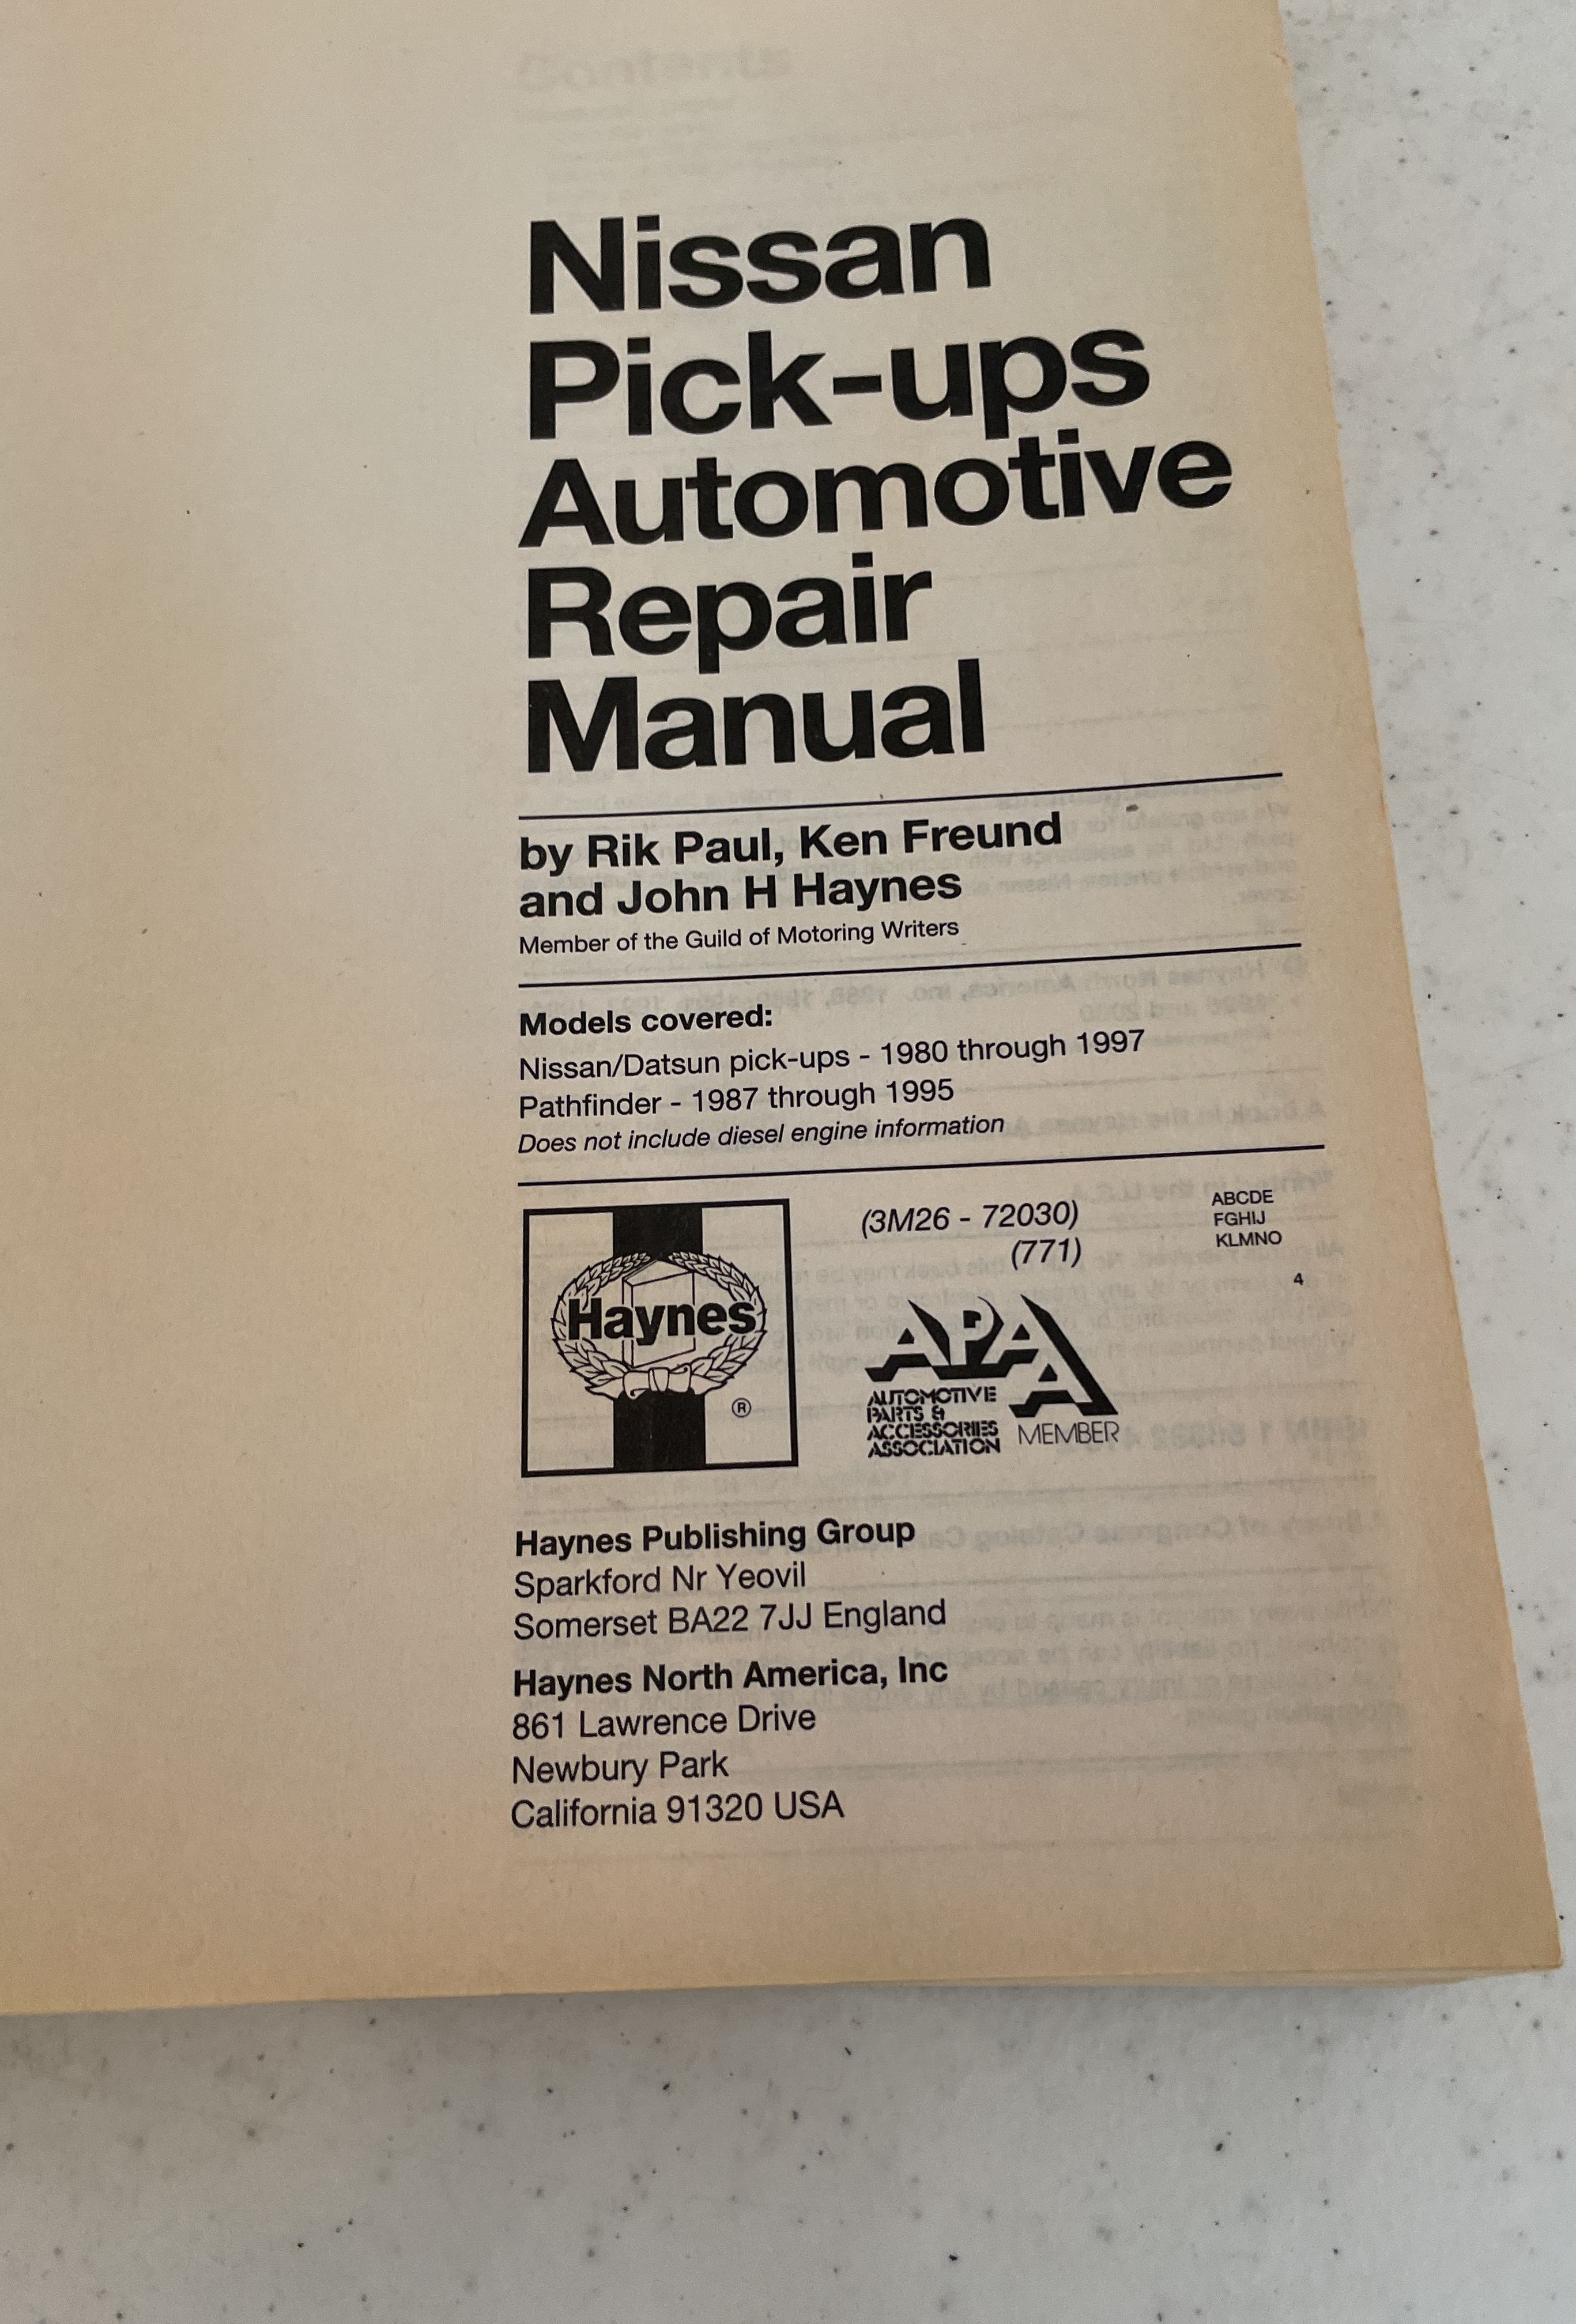 Contents
Nissan
Pick-ups
Automotive
Repair
Manual
by Rik Paul, Ken Freund
and John H Haynes
Member of the Guild of Motoring Writers
Models covered:
Nissan/Datsun pick-ups - 1980 through 1997
Pathfinder - 1987 through 1995
Does not include diesel engine information
(3M26 - 72030)
(771)
ABCDE
FGHIJ
KLMNO
4
Haynes
®
APAA
AUTOMOTIVE
PARTS &
ACCESSORIES
ASSOCIATION
MEMBER
Haynes Publishing Group
Sparkford Nr Yeovil
Somerset BA22 7JJ England
Haynes North America, Inc
861 Lawrence Drive
Newbury Park
California 91320 USA